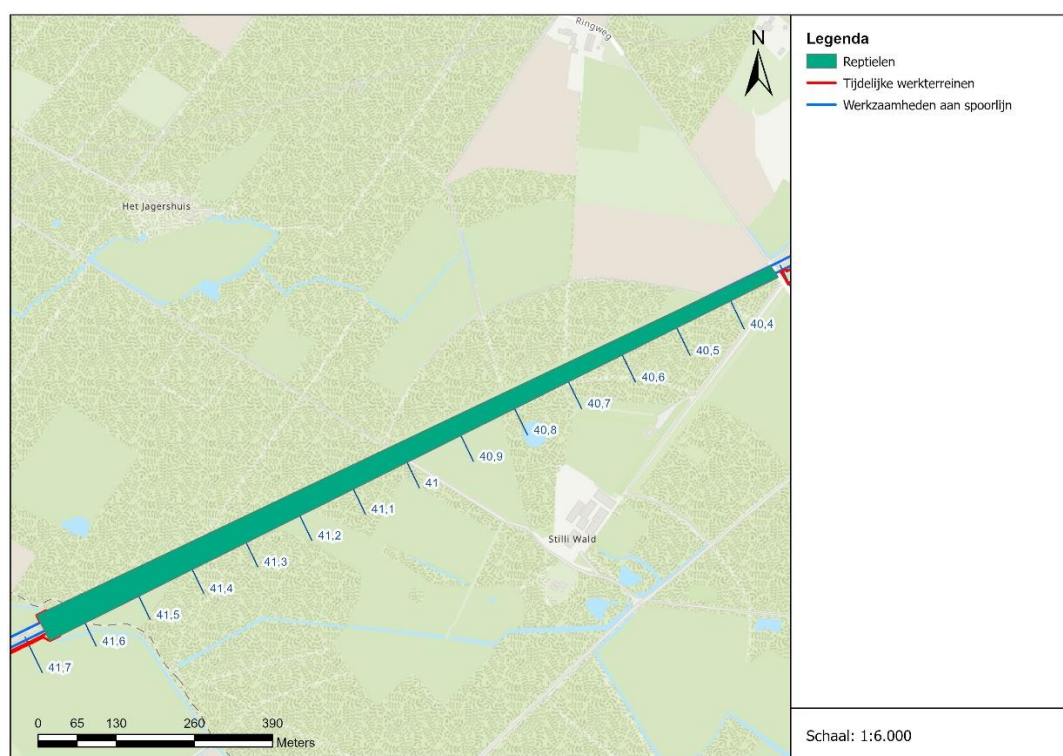 Ringweg
N
Het Jagershuis
40,4
40,5
40,6
40,7
40,8
40,9
41
41,1
41,2
41,3
41,4
41,5
41,6
41,7
Stilli Wald
0 65 130 260 390
Meters
Legenda
Reptielen
Tijdelijke werkterreinen
Werkzaamheden aan spoorlijn
Schaal: 1:6.000